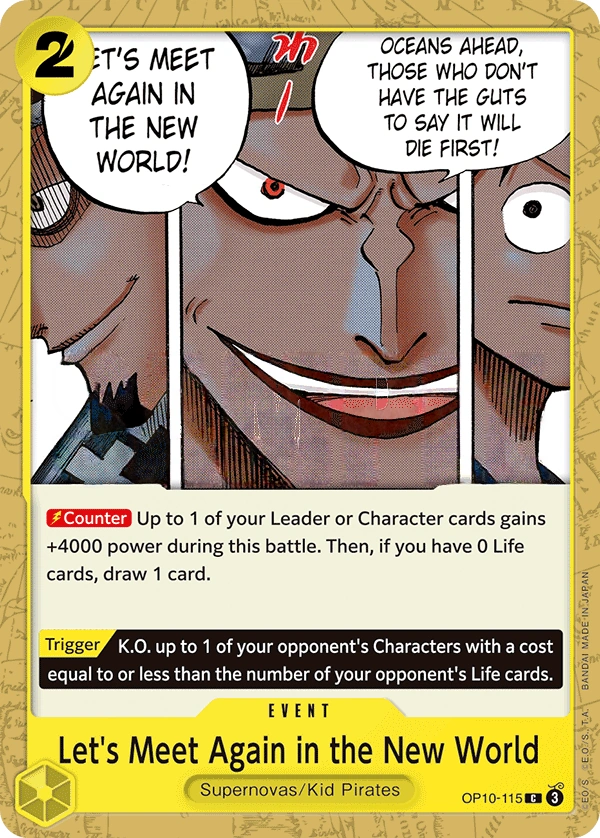 2
ET'S MEET
AGAIN IN
THE NEW
WORLD!
OCEANS AHEAD,
THOSE WHO DON'T
HAVE THE GUTS
TO SAY IT WILL
DIE FIRST!
Counter Up to 1 of your Leader or Character cards gains
+4000 power during this battle. Then, if you have 0 Life
cards, draw 1 card.
Trigger K.O. up to 1 of your opponent's Characters with a cost
equal to or less than the number of your opponent's Life cards.
EVENT
Let's Meet Again in the New World
Supernovas/Kid Pirates
OP10-115 C 3
©E.O./S., T.A. BANDAI MADE IN JAPAN